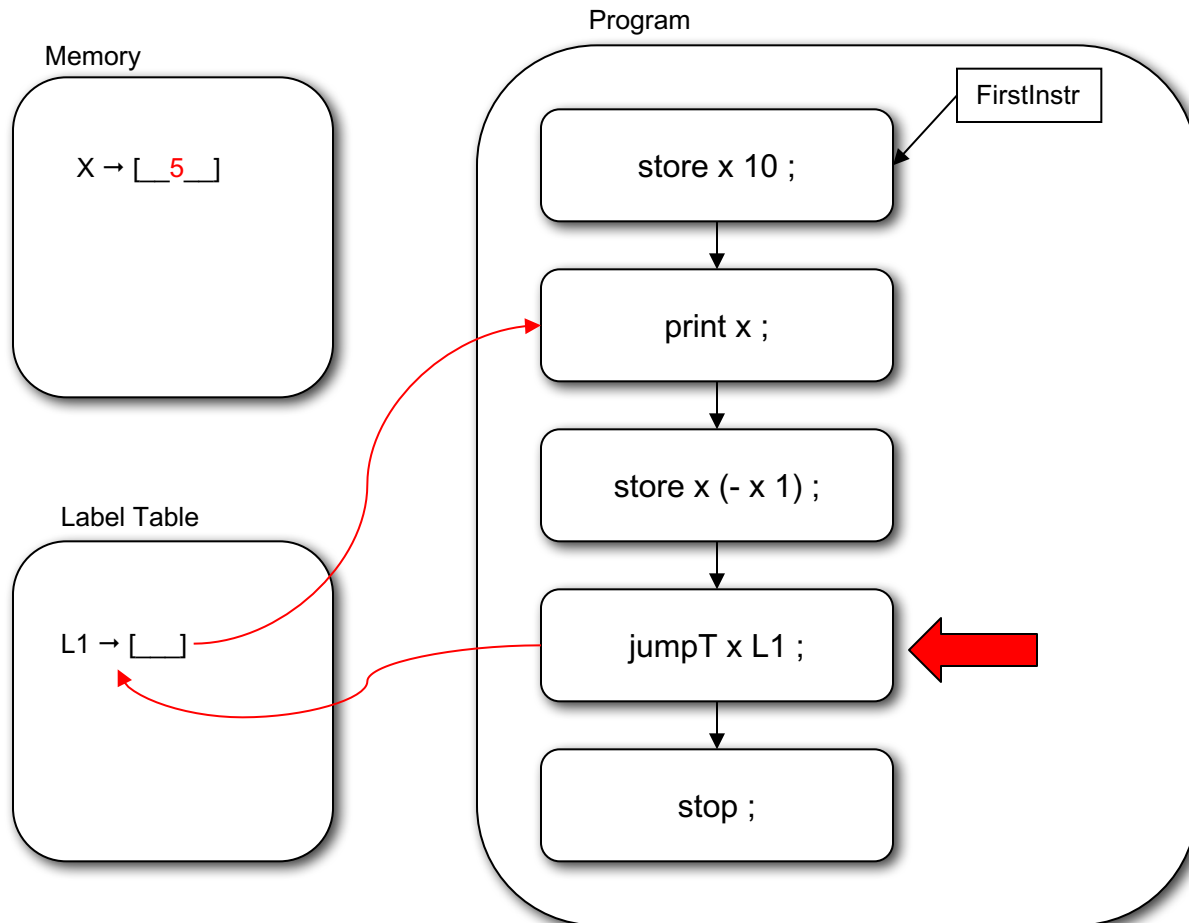 Program
Memory
FirstInstr
X → [__5__]
store x 10 ;
print x ;
store x (- x 1) ;
Label Table
L1 → [___]
jumpT x L1 ;
stop ;